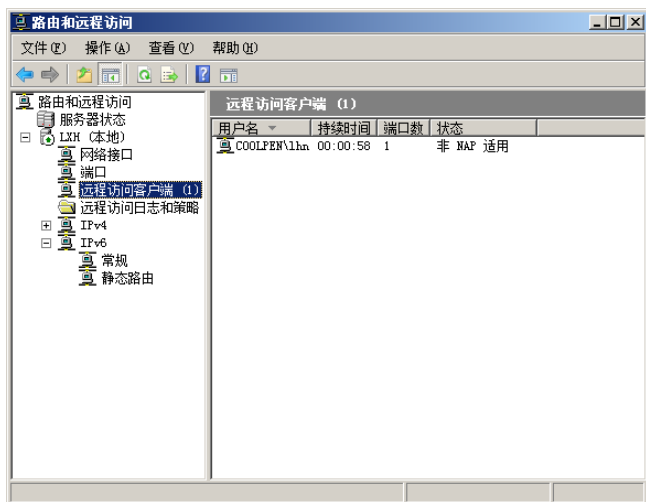 路由和远程访问
文件(F) 操作(A) 查看(V) 帮助(H)
路由和远程访问
服务器状态
LXH (本地)
网络接口
端口
远程访问客户端 (1)
远程访问日志和策略
IPv4
IPv6
常规
静态路由
远程访问客户端 (1)
用户名 持续时间 端口数 状态
COOLPEN\lhn 00:00:58 1 非 NAP 适用